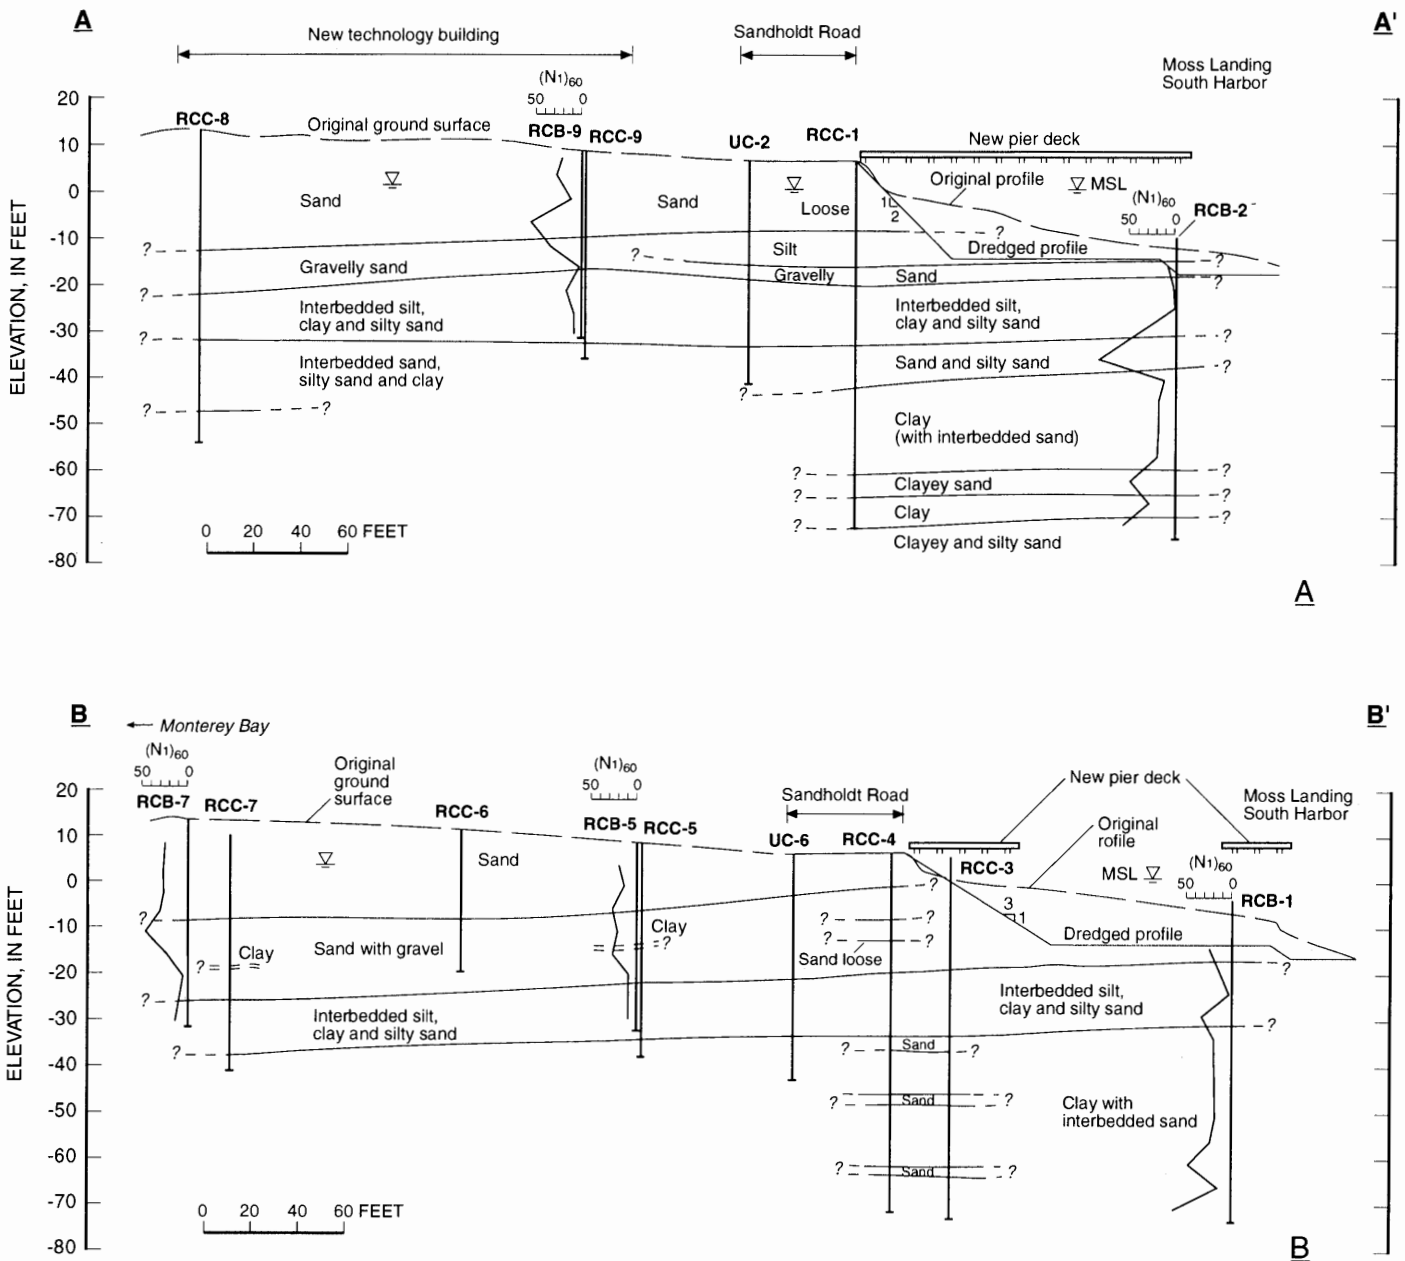 A
A'
New technology building
Sandholdt Road
Moss Landing
South Harbor
(N1)60
50 0
ELEVATION, IN FEET
20
10
0
-10
-20
-30
-40
-50
-60
-70
-80
RCC-8
Original ground surface
RCB-9
RCC-9
UC-2
RCC-1
New pier deck
Original profile
MSL
(N1)60
50 0
RCB-2
Sand
Sand
Loose
1
2
?
?
Silt
Dredged profile
?
?
Gravelly sand
Gravelly
Sand
?
?
Interbedded silt,
clay and silty sand
Interbedded silt,
clay and silty sand
?
?
Interbedded sand,
silty sand and clay
Sand and silty sand
?
?
?
?
Clay
(with interbedded sand)
?
?
Clayey sand
?
?
Clay
?
?
Clayey and silty sand
0 20 40 60 FEET
A
B
B'
Monterey Bay
(N1)60
50 0
ELEVATION, IN FEET
20
10
0
-10
-20
-30
-40
-50
-60
-70
-80
RCB-7
RCC-7
Original
ground
surface
RCC-6
(N1)60
50 0
RCB-5
RCC-5
Sandholdt Road
UC-6
RCC-4
New pier deck
Moss Landing
South Harbor
Original
rofile
RCC-3
MSL
(N1)60
50 0
RCB-1
Sand
?
?
3
1
?
?
Clay
?
Clay
?
Sand with gravel
?
?
Sand loose
Dredged profile
?
?
Interbedded silt,
clay and silty sand
Interbedded silt,
clay and silty sand
?
?
?
Sand
?
?
Sand
?
Clay with
interbedded sand
?
Sand
?
0 20 40 60 FEET
B